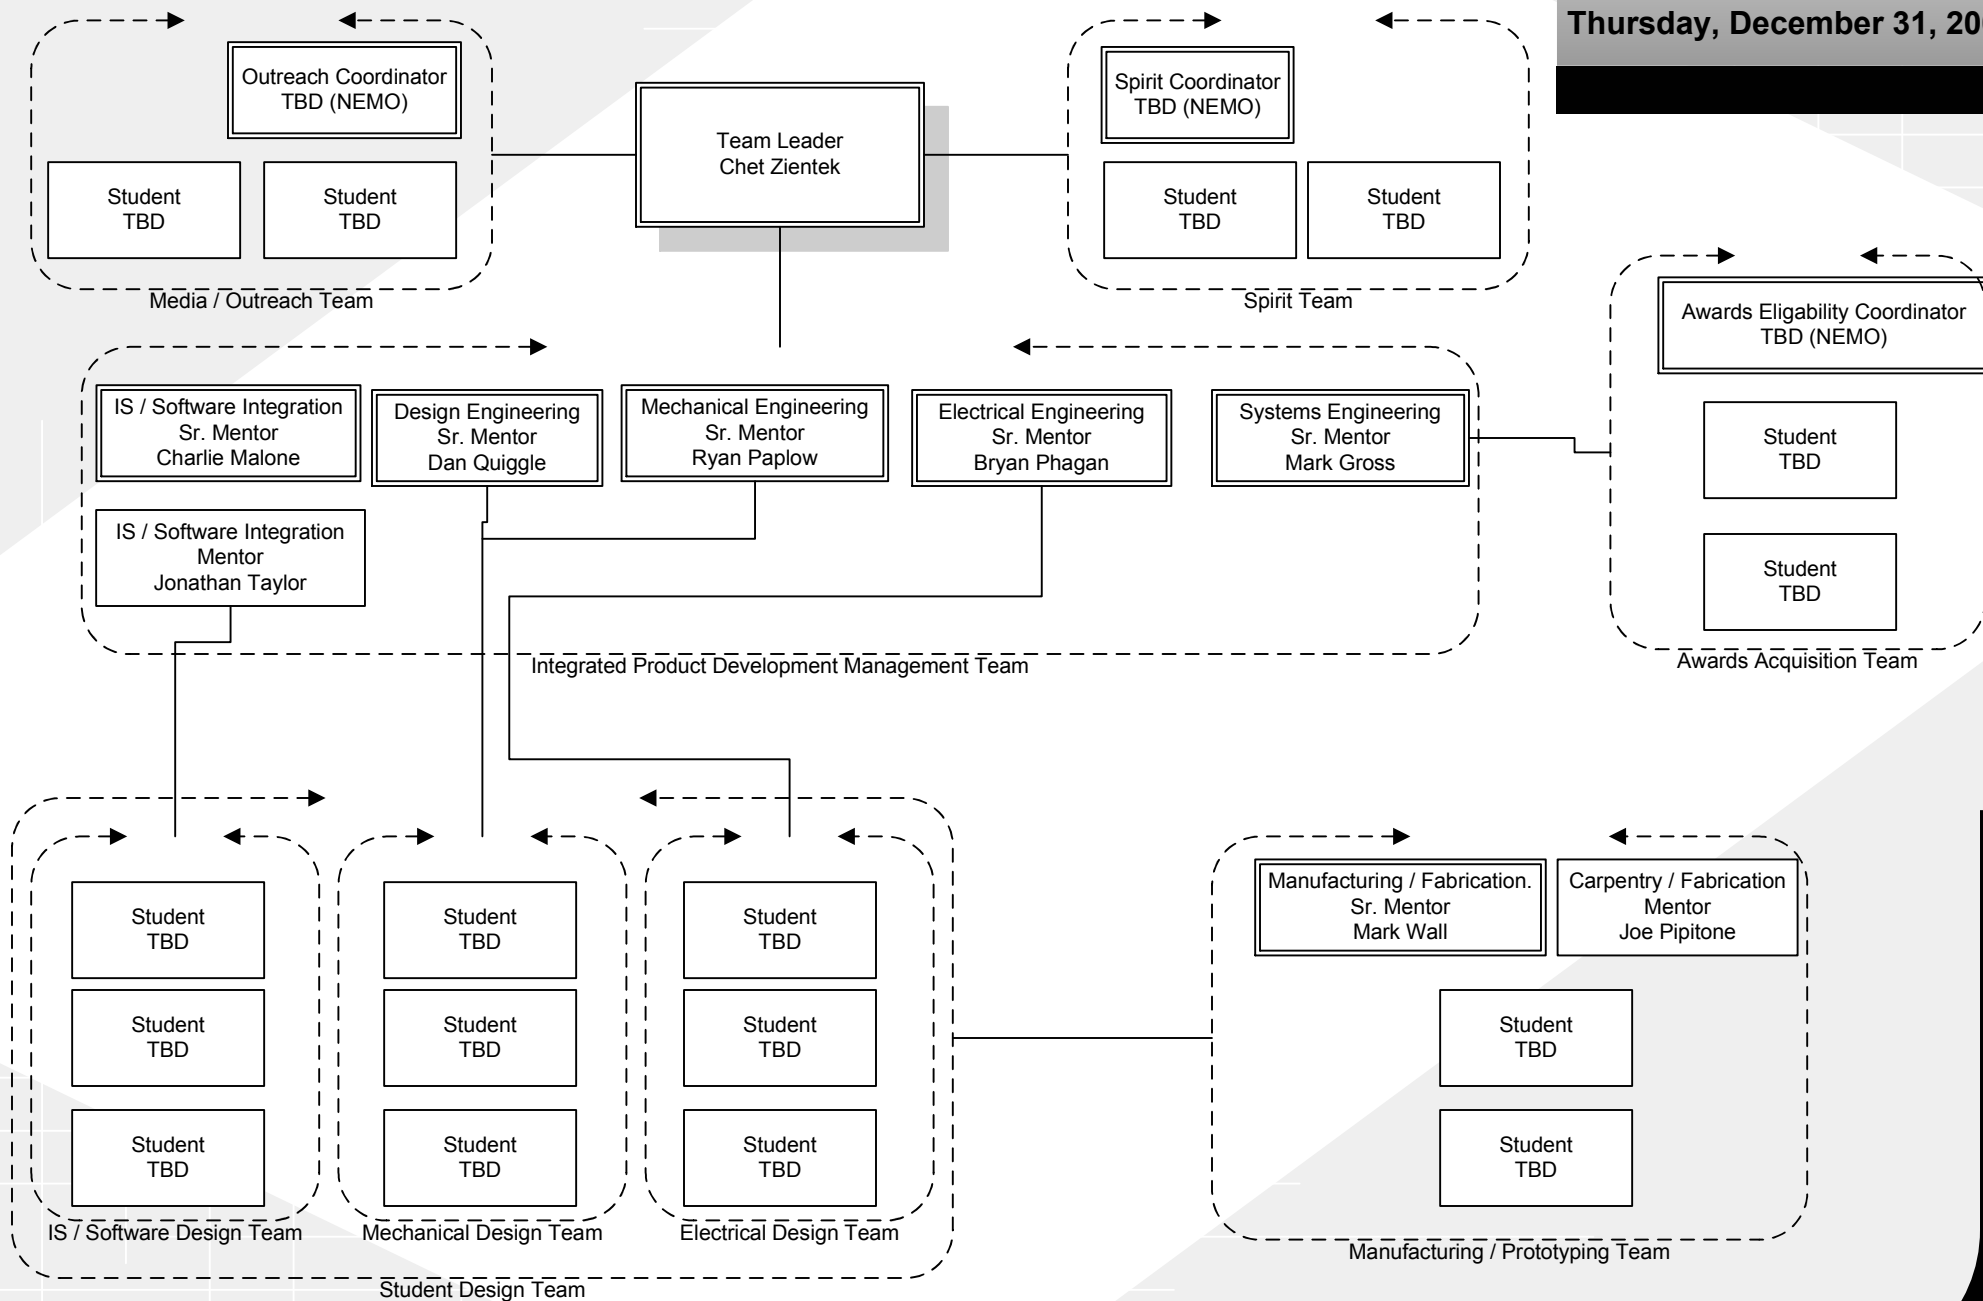 Thursday, December 31, 20
Outreach Coordinator
TBD (NEMO)
Student
TBD
Student
TBD
Media / Outreach Team
Team Leader
Chet Zientek
Spirit Coordinator
TBD (NEMO)
Student
TBD
Student
TBD
Spirit Team
Awards Eligability Coordinator
TBD (NEMO)
Student
TBD
Student
TBD
Awards Acquisition Team
IS / Software Integration
Sr. Mentor
Charlie Malone
Design Engineering
Sr. Mentor
Dan Quiggle
Mechanical Engineering
Sr. Mentor
Ryan Paplow
Electrical Engineering
Sr. Mentor
Bryan Phagan
Systems Engineering
Sr. Mentor
Mark Gross
IS / Software Integration
Mentor
Jonathan Taylor
Integrated Product Development Management Team
Student
TBD
Student
TBD
Student
TBD
IS / Software Design Team
Student
TBD
Student
TBD
Student
TBD
Mechanical Design Team
Student
TBD
Student
TBD
Student
TBD
Electrical Design Team
Student Design Team
Manufacturing / Fabrication.
Sr. Mentor
Mark Wall
Carpentry / Fabrication
Mentor
Joe Pipitone
Student
TBD
Student
TBD
Manufacturing / Prototyping Team